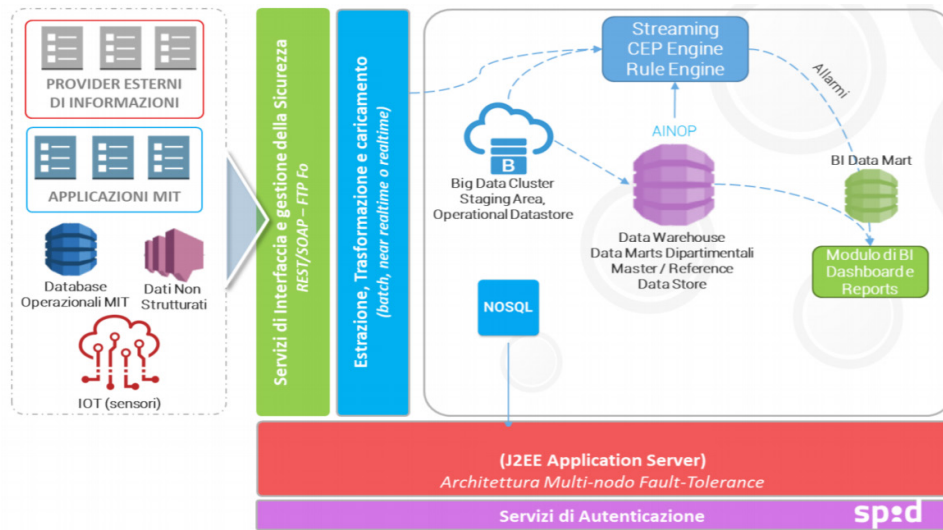 PROVIDER ESTERNI
DI INFORMAZIONI
APPLICAZIONI MIT
Database
Operazionali MIT
Dati Non
Strutturati
IOT (sensori)
Servizi di Interfaccia e gestione della Sicurezza
REST/SOAP – FTP Fo
Estrazione, Trasformazione e caricamento
(batch, near realtime o realtime)
Streaming
CEP Engine
Rule Engine
Allarmi
AINOP
B
Big Data Cluster
Staging Area,
Operational Datastore
BI Data Mart
Data Warehouse
Data Marts Dipartimentali
Master / Reference
Data Store
Modulo di BI
Dashboard e
Reports
NOSQL
(J2EE Application Server)
Architettura Multi-nodo Fault-Tolerance
Servizi di Autenticazione
spid